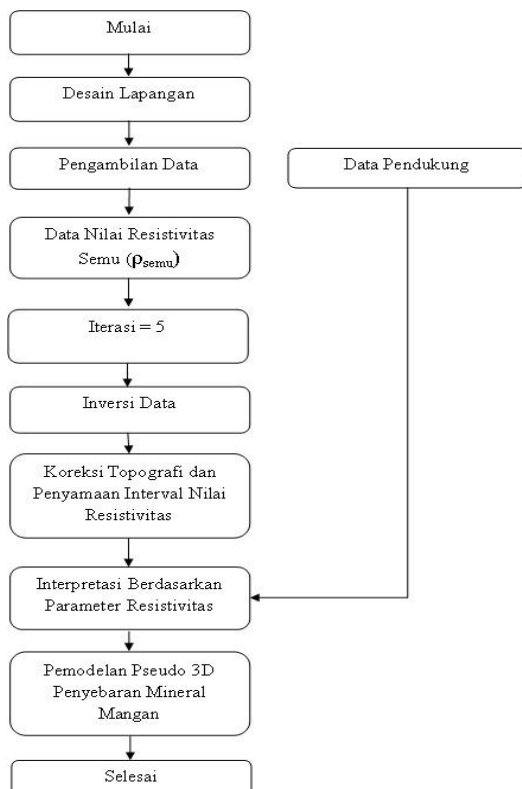 Mulai
Desain Lapangan
Pengambilan Data
Data Pendukung
Data Nilai Resistivitas
Semu (ρsemu)
Iterasi = 5
Inversi Data
Koreksi Topografi dan
Penyamaan Interval Nilai
Resistivitas
Interpretasi Berdasarkan
Parameter Resistivitas
Pemodelan Pseudo 3D
Penyebaran Mineral
Mangan
Selesai